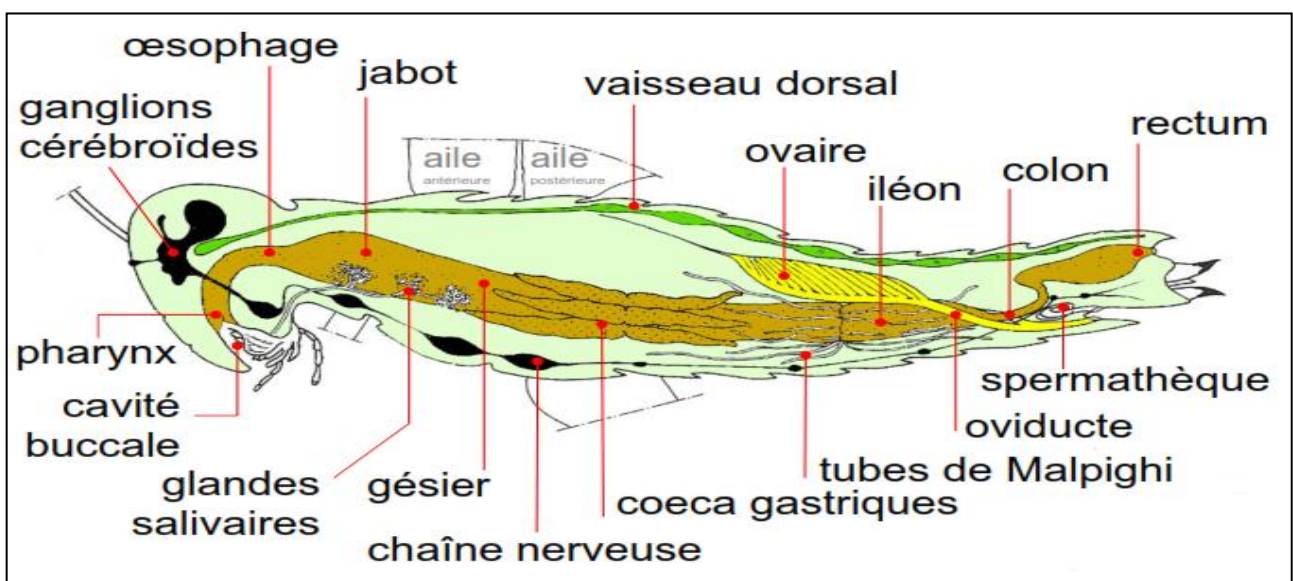 œsophage
jabot
vaisseau dorsal
ganglions
cérébroïdes
rectum
aile
antérieure
aile
postérieure
ovaire
iléon
colon
pharynx
cavité
buccale
glandes
salivaires
gésier
chaîne nerveuse
coeca gastriques
tubes de Malpighi
oviducte
spermathèque